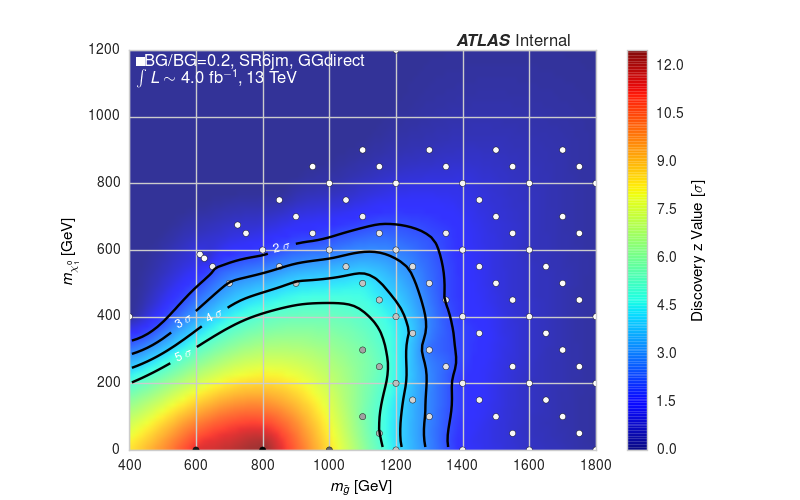 ATLAS Internal
BG/BG=0.2, SR6jm, GGdirect
∫ L ∼ 4.0 fb⁻¹, 13 TeV
1200
1000
800
600
400
200
0
m_χ̃₁⁰ [GeV]
2 σ
3 σ
4 σ
5 σ
400 600 800 1000 1200 1400 1600 1800
m_g̃ [GeV]
12.0
10.5
9.0
7.5
6.0
4.5
3.0
1.5
0.0
Discovery z Value [σ]